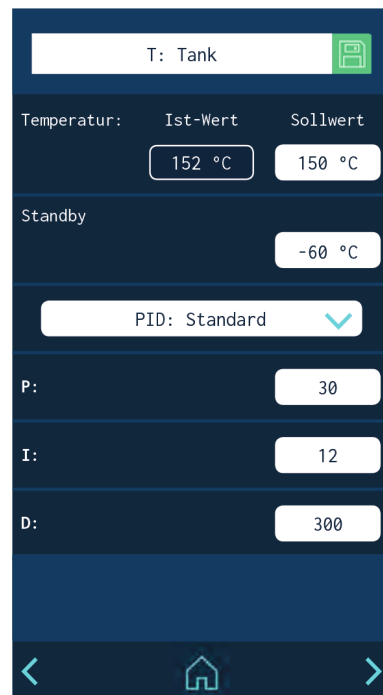 T: Tank
Temperatur: Ist-Wert Sollwert
152 °C 150 °C
Standby
-60 °C
PID: Standard
P: 30
I: 12
D: 300